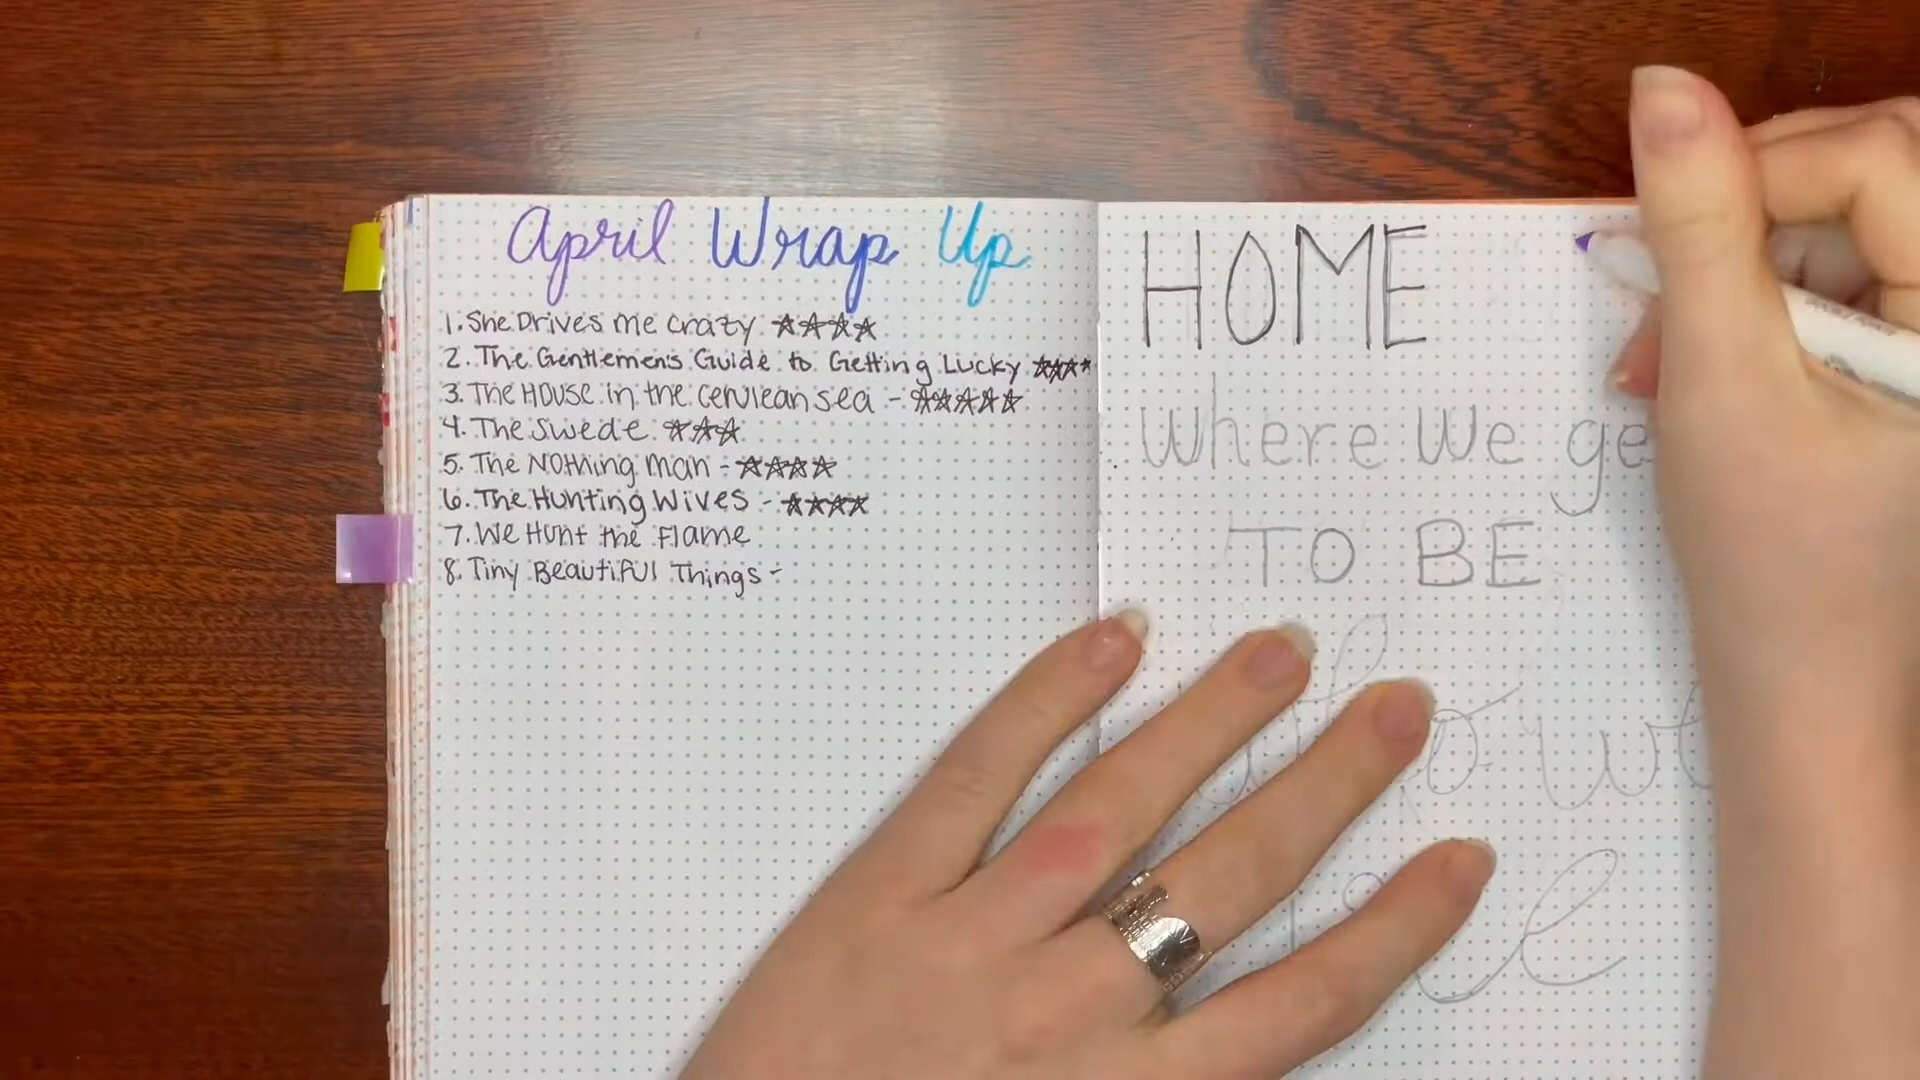 April Wrap Up
1. She Drives Me Crazy ☆☆☆☆
2. The Gentlemen's Guide to Getting Lucky ☆☆☆☆
3. The House in the Cerulean Sea - ☆☆☆☆☆
4. The Swede ☆☆☆
5. The Nothing Man - ☆☆☆☆
6. The Hunting Wives - ☆☆☆☆
7. We Hunt the Flame
8. Tiny Beautiful Things -
HOME
Where We ge
TO BE